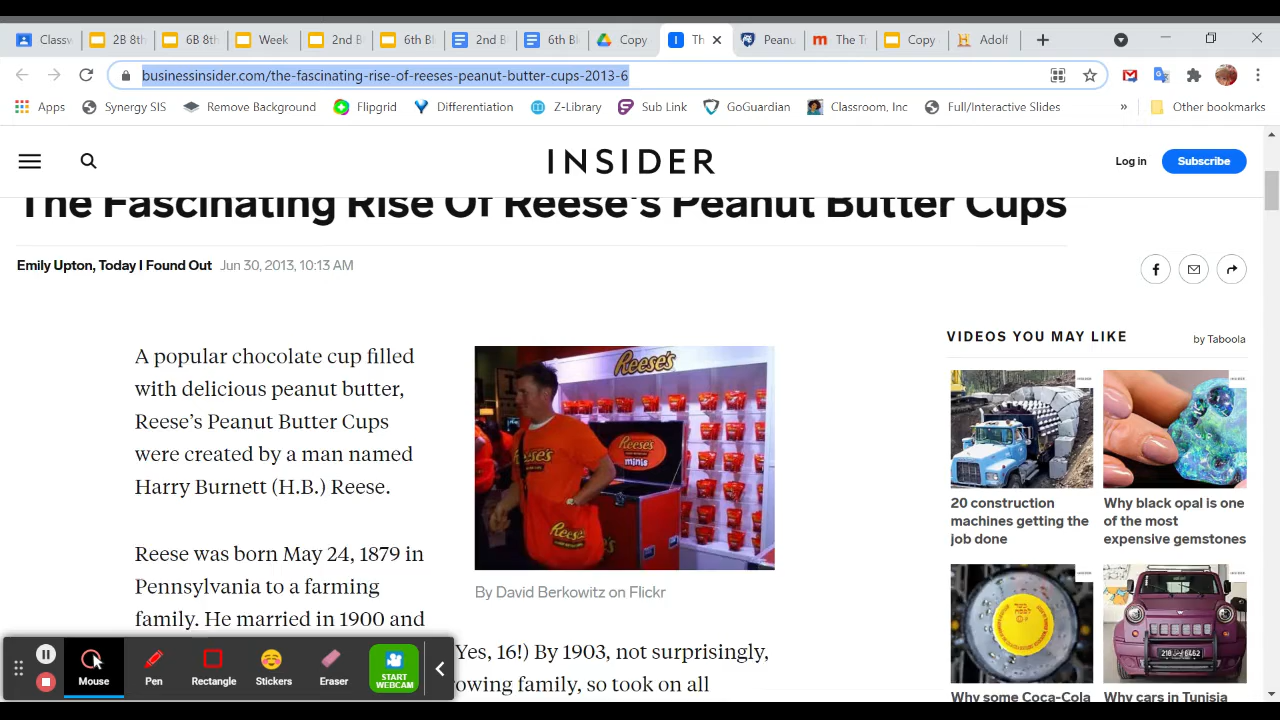 Classw
2B 8th
6B 8th
Week
2nd B
6th Bl
2nd B
6th Bl
Copy
Th
Peanu
The Tr
Copy
Adolf
businessinsider.com/the-fascinating-rise-of-reeses-peanut-butter-cups-2013-6
Apps
Synergy SIS
Remove Background
Flipgrid
Differentiation
Z-Library
Sub Link
GoGuardian
Classroom, Inc
Full/Interactive Slides
»
Other bookmarks
INSIDER
Log in
Subscribe
The Fascinating Rise Of Reese's Peanut Butter Cups
Emily Upton, Today I Found Out Jun 30, 2013, 10:13 AM
A popular chocolate cup filled
with delicious peanut butter,
Reese’s Peanut Butter Cups
were created by a man named
Harry Burnett (H.B.) Reese.
Reese was born May 24, 1879 in
Pennsylvania to a farming
family. He married in 1900 and
Yes, 16!) By 1903, not surprisingly,
owing family, so took on all
Reese's
Reese's
minis
Reese's
By David Berkowitz on Flickr
VIDEOS YOU MAY LIKE
by Taboola
20 construction
machines getting the
job done
Why black opal is one
of the most
expensive gemstones
Why some Coca-Cola
Why cars in Tunisia
Mouse
Pen
Rectangle
Stickers
Eraser
START
WEBCAM